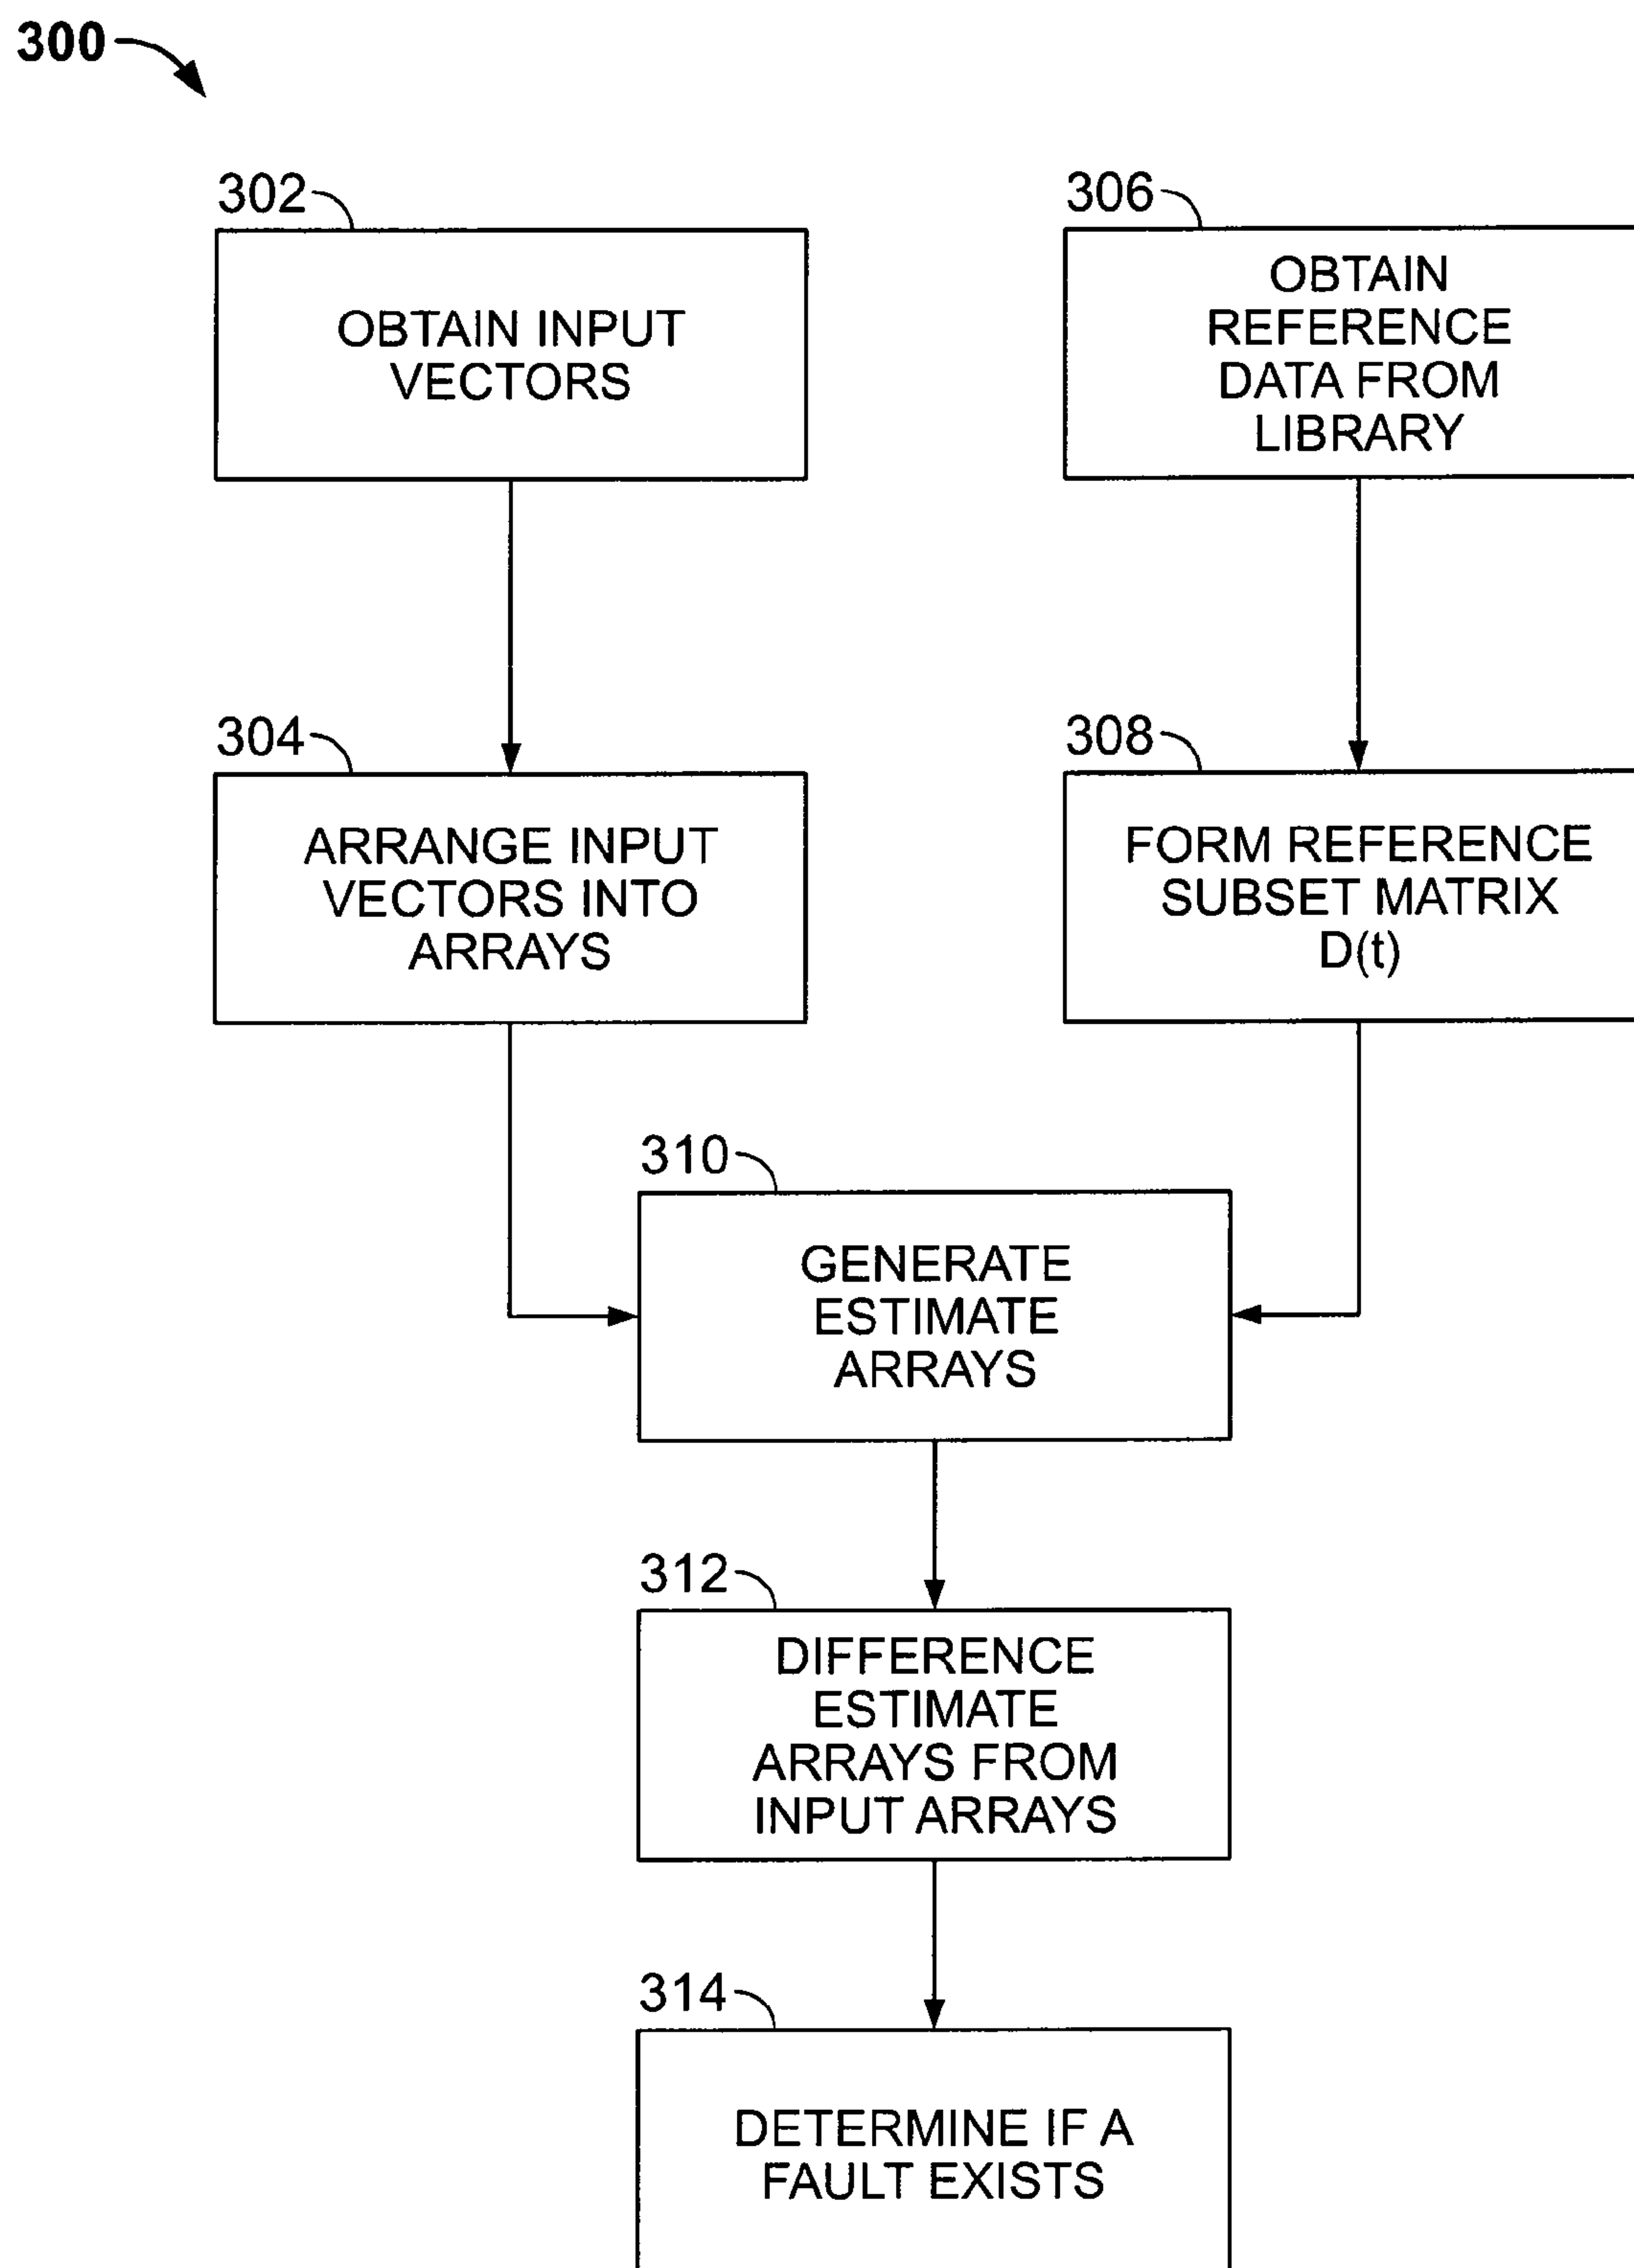 300
302
OBTAIN INPUT
VECTORS
306
OBTAIN
REFERENCE
DATA FROM
LIBRARY
304
ARRANGE INPUT
VECTORS INTO
ARRAYS
308
FORM REFERENCE
SUBSET MATRIX
D(t)
310
GENERATE
ESTIMATE
ARRAYS
312
DIFFERENCE
ESTIMATE
ARRAYS FROM
INPUT ARRAYS
314
DETERMINE IF A
FAULT EXISTS